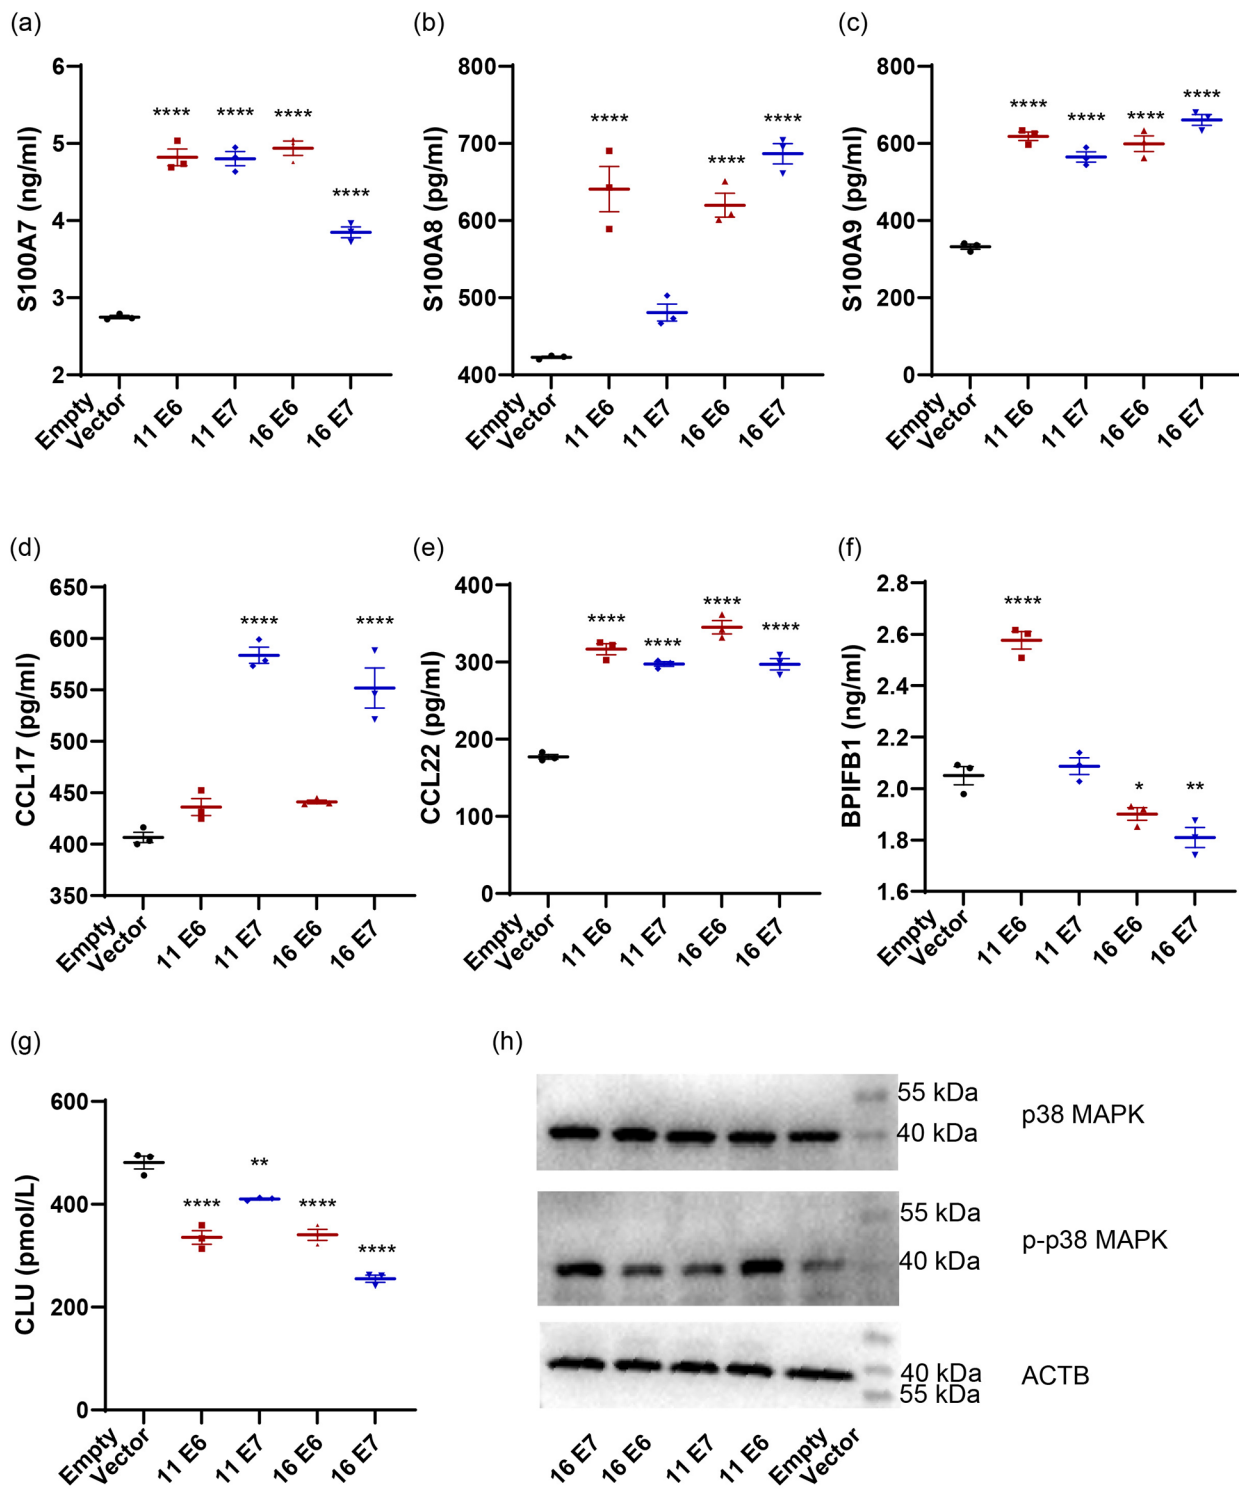 (a)
S100A7 (ng/ml)
6
5
4
3
2
****
****
****
****
Empty
Vector
11 E6
11 E7
16 E6
16 E7
(b)
S100A8 (pg/ml)
800
700
600
500
400
****
****
****
Empty
Vector
11 E6
11 E7
16 E6
16 E7
(c)
S100A9 (pg/ml)
800
600
400
200
0
****
****
****
****
Empty
Vector
11 E6
11 E7
16 E6
16 E7
(d)
CCL17 (pg/ml)
650
600
550
500
450
400
350
****
****
Empty
Vector
11 E6
11 E7
16 E6
16 E7
(e)
CCL22 (pg/ml)
400
300
200
100
0
****
****
****
****
Empty
Vector
11 E6
11 E7
16 E6
16 E7
(f)
BPIFB1 (ng/ml)
2.8
2.6
2.4
2.2
2.0
1.8
1.6
****
*
**
Empty
Vector
11 E6
11 E7
16 E6
16 E7
(g)
CLU (pmol/L)
600
400
200
0
****
**
****
****
Empty
Vector
11 E6
11 E7
16 E6
16 E7
(h)
55 kDa
40 kDa
p38 MAPK
55 kDa
40 kDa
p-p38 MAPK
40 kDa
55 kDa
ACTB
16 E7
16 E6
11 E7
11 E6
Empty
Vector